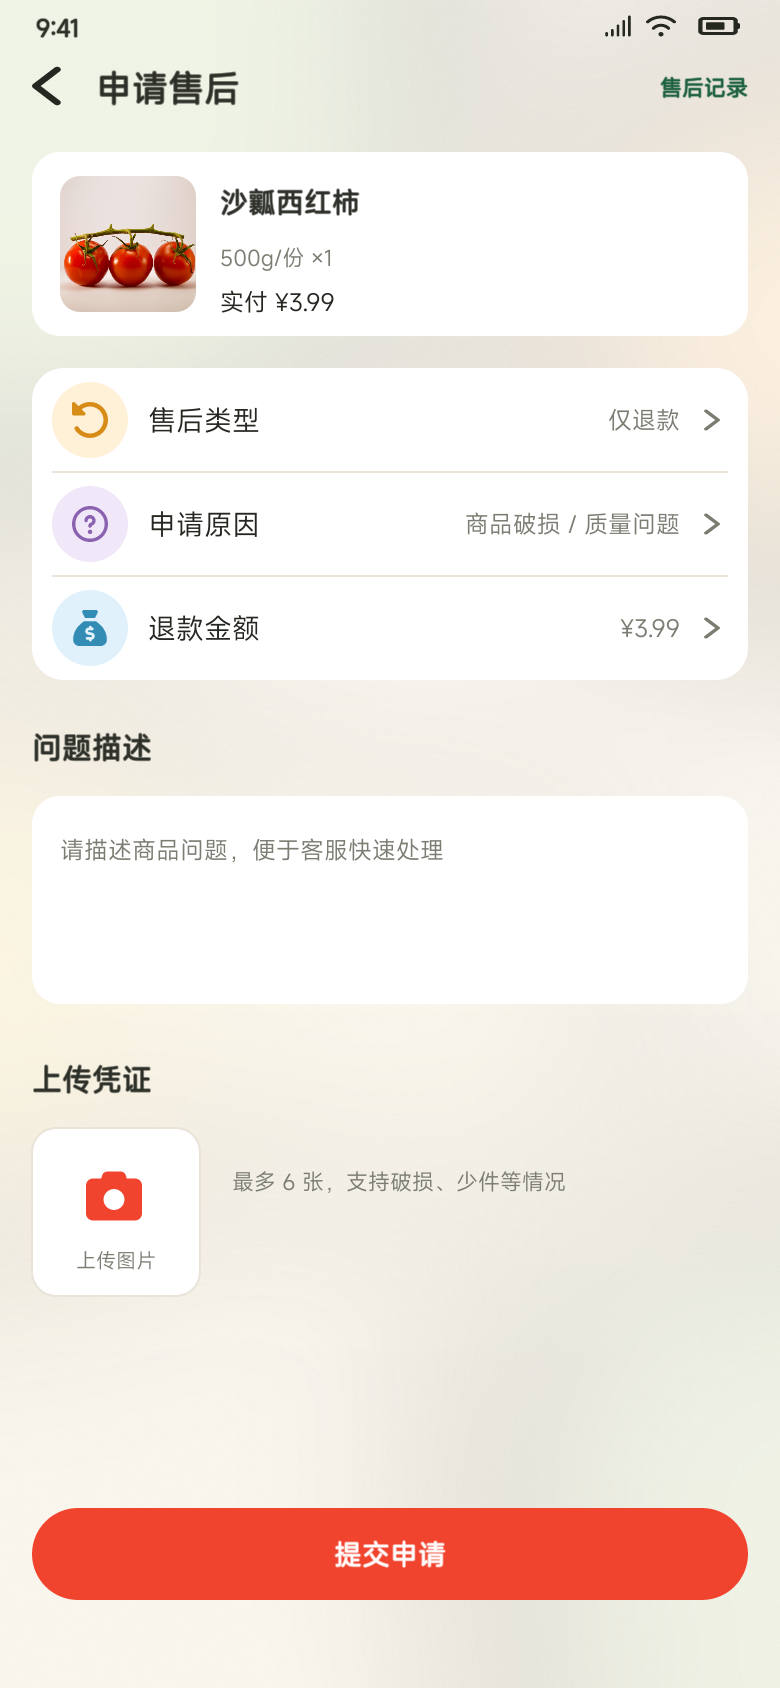 9:41
申请售后
售后记录
沙瓤西红柿
500g/份 ×1
实付 ¥3.99
售后类型
仅退款
申请原因
商品破损 / 质量问题
退款金额
¥3.99
问题描述
请描述商品问题，便于客服快速处理
上传凭证
最多 6 张，支持破损、少件等情况
上传图片
提交申请